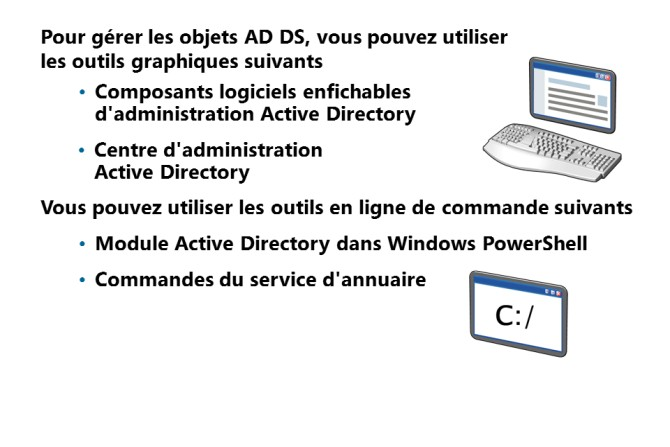 Pour gérer les objets AD DS, vous pouvez utiliser
les outils graphiques suivants
• Composants logiciels enfichables
d'administration Active Directory
• Centre d'administration
Active Directory
Vous pouvez utiliser les outils en ligne de commande suivants
• Module Active Directory dans Windows PowerShell
• Commandes du service d'annuaire
C:/